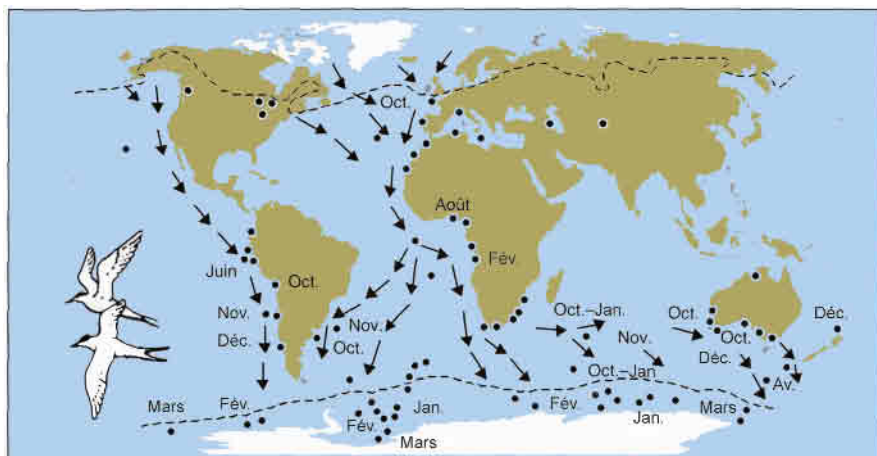 Oct.
Août
Juin
Oct.
Fév.
Nov.
Déc.
Nov.
Oct.
Oct.–Jan.
Nov.
Oct.
Oct.
Déc.
Déc.
Av.
Oct.–Jan
Mars
Fév.
Jan.
Fév.
Mars
Fév.
Jan.
Mars